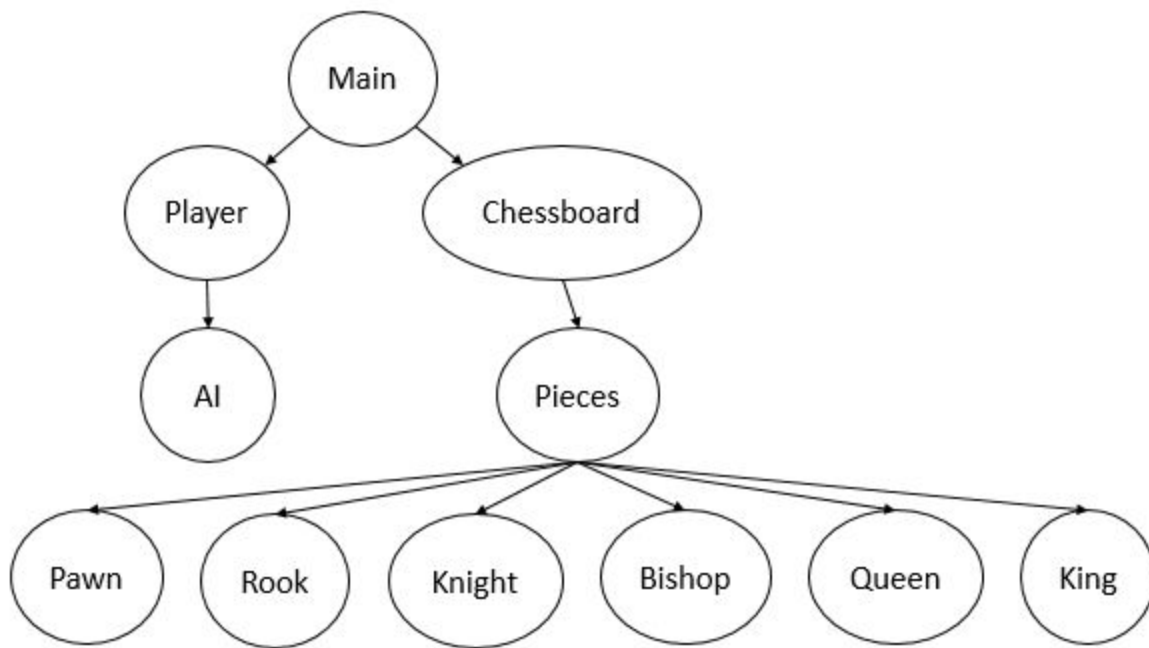 Main
Player
Chessboard
AI
Pieces
Pawn
Rook
Knight
Bishop
Queen
King